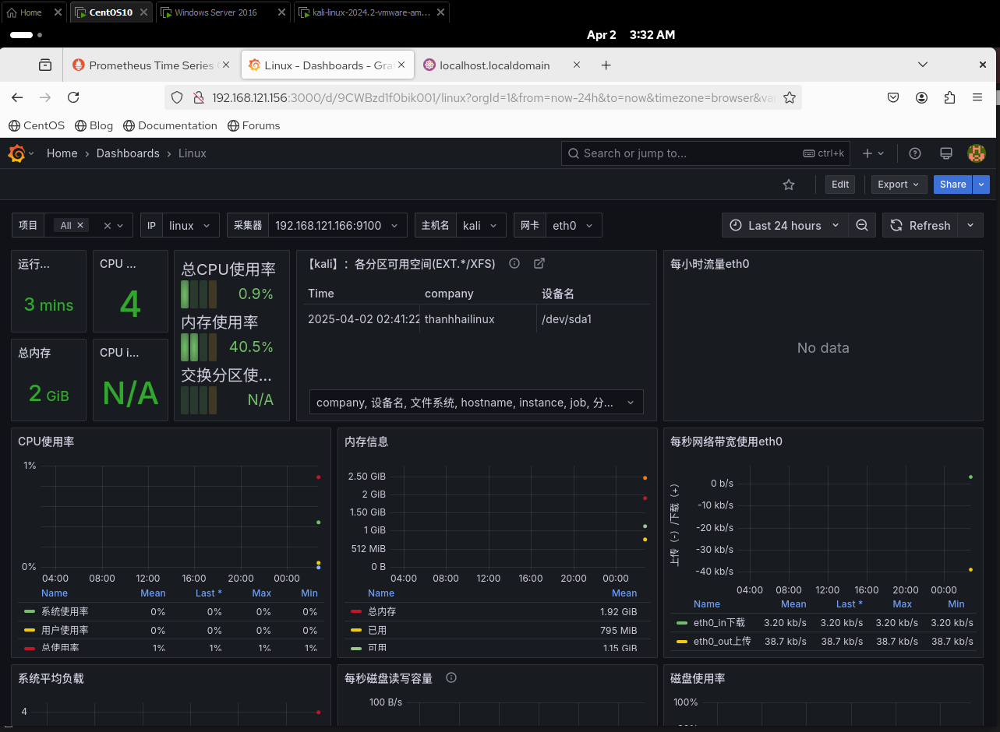 Home
CentOS10
Windows Server 2016
kali-linux-2024.2-vmware-am...
Apr 2 3:32 AM
Prometheus Time Series
Linux - Dashboards - Gra
localhost.localdomain
192.168.121.156:3000/d/9CWBzd1f0bik001/linux?orgId=1&from=now-24h&to=now&timezone=browser&va
CentOS
Blog
Documentation
Forums
Home
Dashboards
Linux
Search or jump to...
ctrl+k
Edit
Export
Share
项目
All
IP
linux
采集器
192.168.121.166:9100
主机名
kali
网卡
eth0
Last 24 hours
Refresh
运行...
3 mins
CPU ...
4
总内存
2 GiB
CPU i...
N/A
总CPU使用率
0.9%
内存使用率
40.5%
交换分区使...
N/A
【kali】：各分区可用空间(EXT.*/XFS)
Time company 设备名
2025-04-02 02:41:22 thanhhailinux /dev/sda1
company, 设备名, 文件系统, hostname, instance, job, 分...
每小时流量eth0
No data
CPU使用率
1%
0%
04:00 08:00 12:00 16:00 20:00 00:00
Name Mean Last * Max Min
系统使用率 0% 0% 0% 0%
用户使用率 0% 0% 0% 0%
总使用率 1% 1% 1% 1%
内存信息
2.50 GiB
2 GiB
1.50 GiB
1 GiB
512 MiB
0 B
04:00 08:00 12:00 16:00 20:00 00:00
Name Mean
总内存 1.92 GiB
已用 795 MiB
可用 1.15 GiB
每秒网络带宽使用eth0
上传（-）/下载（+）
0 b/s
-10 kb/s
-20 kb/s
-30 kb/s
-40 kb/s
04:00 08:00 12:00 16:00 20:00 00:00
Name Mean Last * Max Min
eth0_in下载 3.20 kb/s 3.20 kb/s 3.20 kb/s 3.20 kb/s
eth0_out上传 38.7 kb/s 38.7 kb/s 38.7 kb/s 38.7 kb/s
系统平均负载
4
每秒磁盘读写容量
100 B/s
磁盘使用率
100%